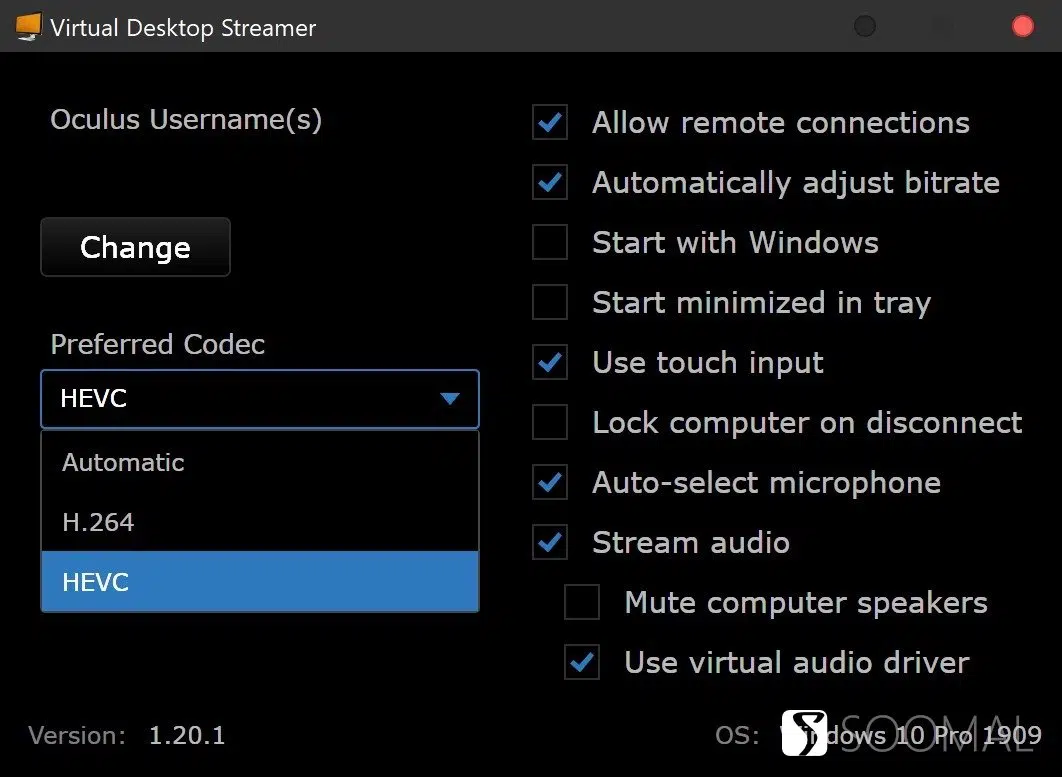 Virtual Desktop Streamer
Oculus Username(s)
Change
Preferred Codec
HEVC
Automatic
H.264
HEVC
Allow remote connections
Automatically adjust bitrate
Start with Windows
Start minimized in tray
Use touch input
Lock computer on disconnect
Auto-select microphone
Stream audio
Mute computer speakers
Use virtual audio driver
Version: 1.20.1
OS: Windows 10 Pro 1909
SOOMAL